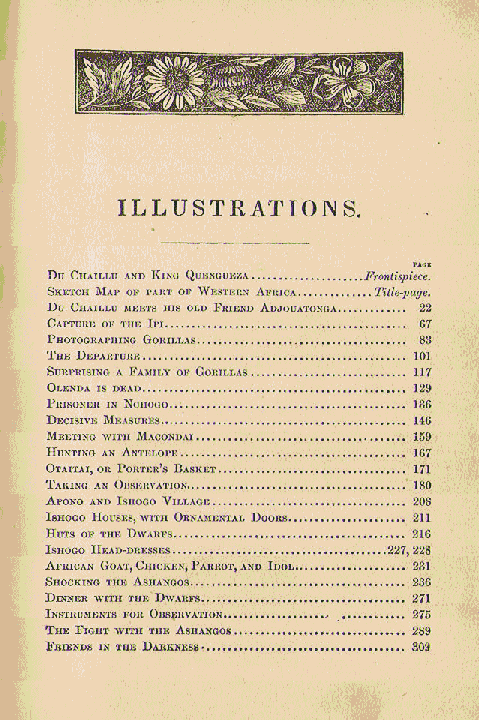 ILLUSTRATIONS.
PAGE
Du Chaillu and King Quengueza....................Frontispiece.
Sketch Map of part of Western Africa..............Title-page.
Du Chaillu meets his old Friend Adjouatonga............ 22
Capture of the Ipi............................................ 67
Photographing Gorillas...................................... 83
The Departure................................................ 101
Surprising a Family of Gorillas............................ 117
Olenda is dead................................................ 129
Prisoner in Nchogo.......................................... 136
Decisive Measures............................................ 146
Meeting with Macondai...................................... 159
Hunting an Antelope........................................ 167
Otaitai, or Porter's Basket.................................. 171
Taking an Observation...................................... 180
Apono and Ishogo Village.................................. 208
Ishogo Houses, with Ornamental Doors.................... 211
Huts of the Dwarfs.......................................... 216
Ishogo Head-dresses........................................227, 228
African Goat, Chicken, Parrot, and Idol.................. 231
Shocking the Ashangos...................................... 236
Dinner with the Dwarfs.................................... 271
Instruments for Observation................................ 275
The Fight with the Ashangos.............................. 289
Friends in the Darkness.................................... 302